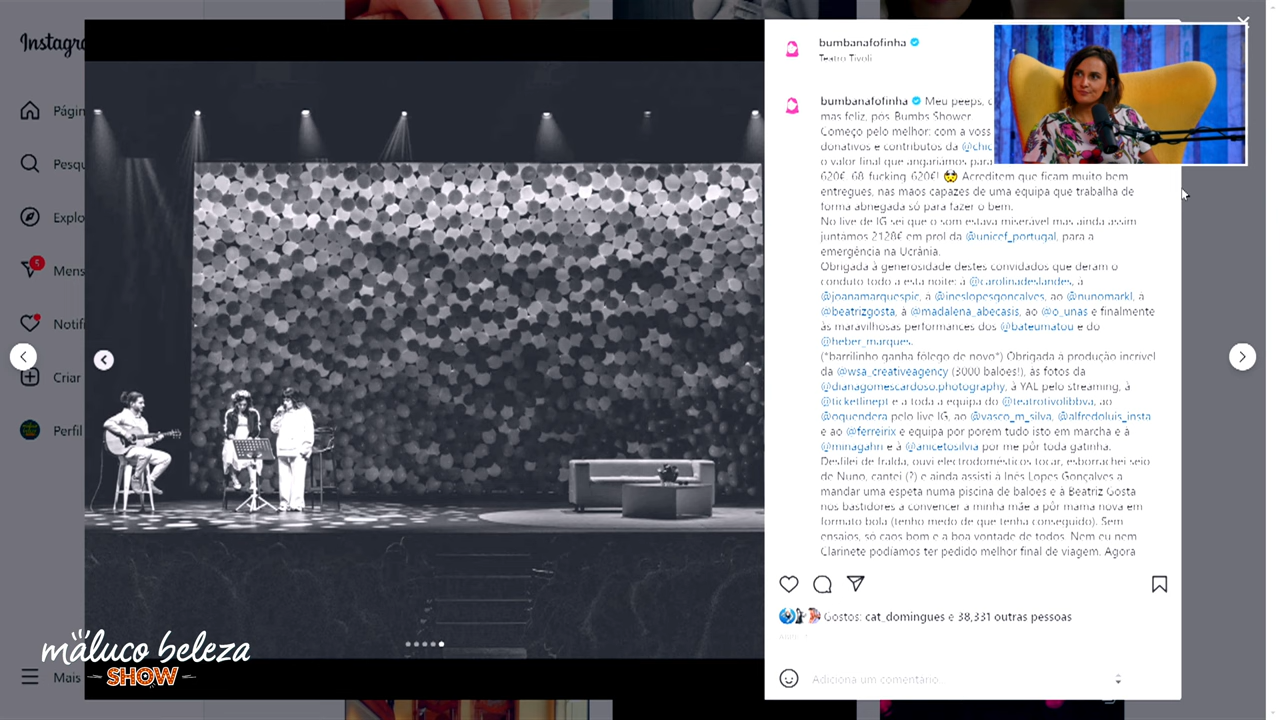 Instagr
Págin
Pesqu
Explo
5
Mens
Notifi
Criar
Perfil
Mais
maluco beleza
SHOW
bumbanafofinha
Teatro Tivoli
bumbanafofinha Meu peeps,
mas feliz, pós-Bumbs Shower.
Começo pelo melhor: com a voss
donativos e contributos da @chic
o valor final que angariámos para
620€. 68-fucking-620€! 🥹 Acreditem que ficam muito bem
entregues, nas mãos capazes de uma equipa que trabalha de
forma abnegada só para fazer o bem.
No live de IG sei que o som estava miserável mas ainda assim
juntámos 2128€ em prol da @unicef_portugal, para a
emergência na Ucrânia.
Obrigada à generosidade destes convidados que deram o
conduto todo a esta noite: à @carolinadeslandes, à
@joanamarquespic, à @ineslopesgoncalves, ao @nunomarkl, à
@beatrizgosta, à @madalena_abecasis, ao @o_unas e finalmente
às maravilhosas performances dos @bateumatou e do
@heber_marques.
(*barrilinho ganha fôlego de novo*) Obrigada à produção incrível
da @wsa_creativeagency (3000 balões!), às fotos da
@dianagomescardoso.photography, à YAL pelo streaming, à
@ticketlinept e a toda a equipa do @teatrotivolibbva, ao
@oquendera pelo live IG, ao @vasco_m_silva, @alfredoluis_insta
e ao @ferreirix e equipa por porem tudo isto em marcha e à
@minagahn e à @anicetosilvia por me pôr toda gatinha.
Desfilei de fralda, ouvi electrodomésticos tocar, esborrachei seio
de Nuno, cantei (?) e ainda assisti à Inês Lopes Gonçalves a
mandar uma espeta numa piscina de balões e à Beatriz Gosta
nos bastidores a convencer a minha mãe a pôr mama nova em
formato bola (tenho medo de que tenha conseguido). Sem
ensaios, só caos bom e a boa vontade de todos. Nem eu nem
Clarinete podíamos ter pedido melhor final de viagem. Agora
Gostos: cat_domingues e 38,331 outras pessoas
Adiciona um comentário...